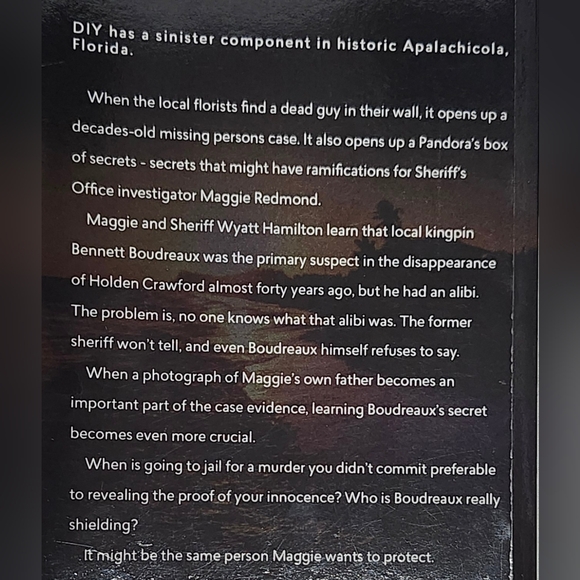 DIY has a sinister component in historic Apalachicola,
Florida.
When the local florists find a dead guy in their wall, it opens up a
decades-old missing persons case. It also opens up a Pandora's box
of secrets - secrets that might have ramifications for Sheriff's
Office investigator Maggie Redmond.
Maggie and Sheriff Wyatt Hamilton learn that local kingpin
Bennett Boudreaux was the primary suspect in the disappearance
of Holden Crawford almost forty years ago, but he had an alibi.
The problem is, no one knows what that alibi was. The former
sheriff won't tell, and even Boudreaux himself refuses to say.
When a photograph of Maggie's own father becomes an
important part of the case evidence, learning Boudreaux's secret
becomes even more crucial.
When is going to jail for a murder you didn't commit preferable
to revealing the proof of your innocence? Who is Boudreaux really
shielding?
It might be the same person Maggie wants to protect.